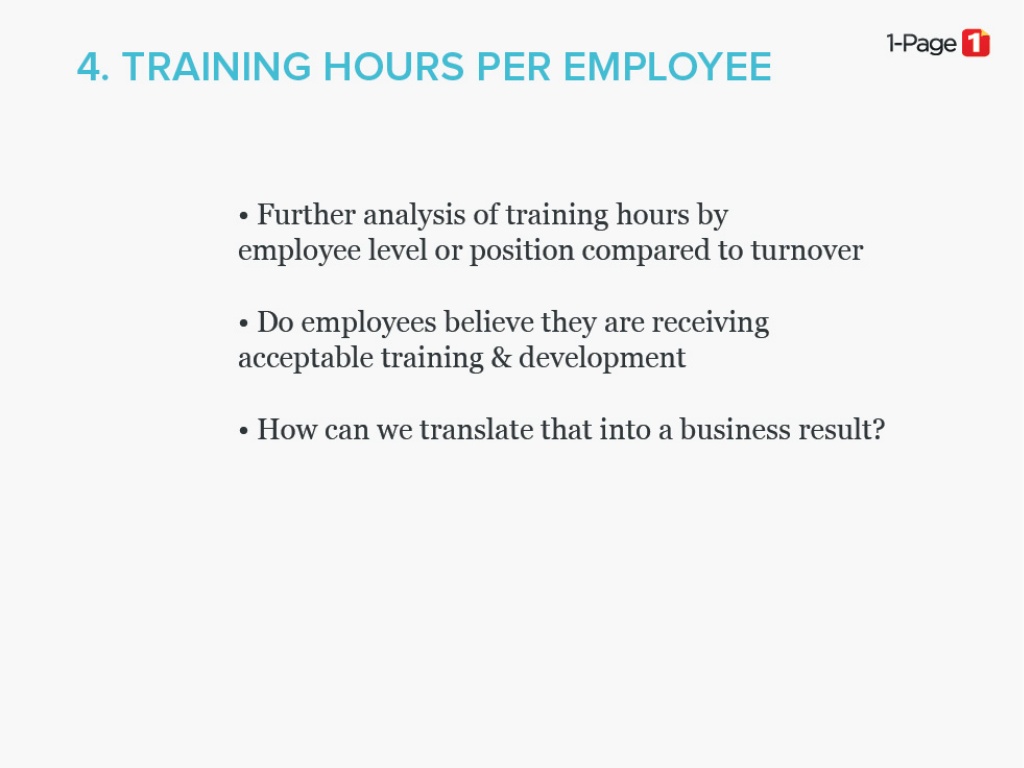 1-Page 1
4. TRAINING HOURS PER EMPLOYEE
• Further analysis of training hours by
employee level or position compared to turnover
• Do employees believe they are receiving
acceptable training & development
• How can we translate that into a business result?